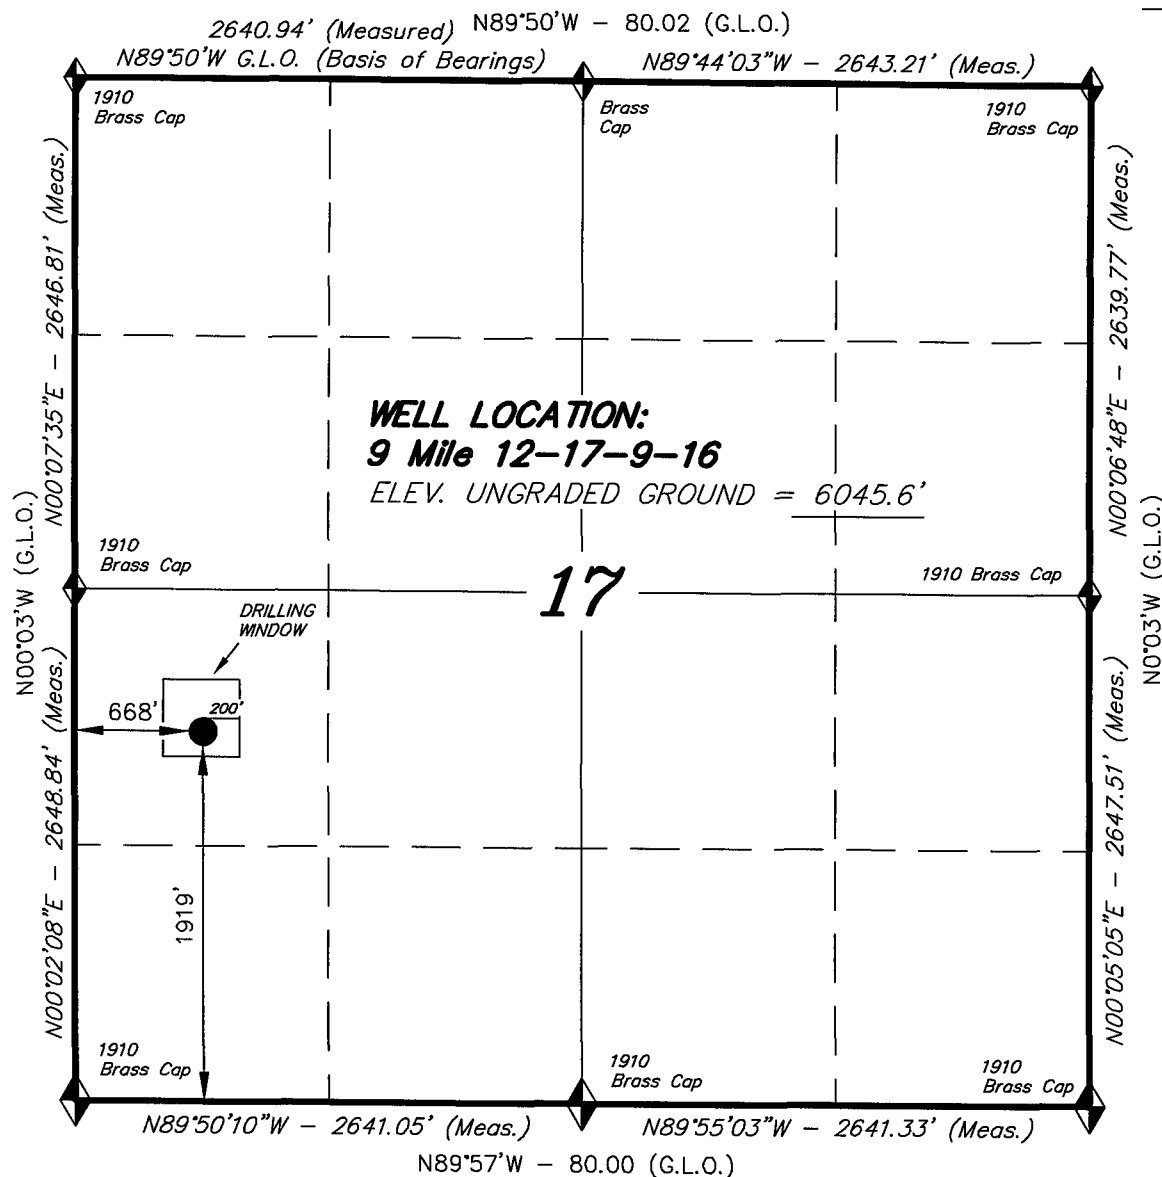 2640.94' (Measured) N89°50'W – 80.02 (G.L.O.)
N89°50'W G.L.O. (Basis of Bearings)
N89°44'03"W – 2643.21' (Meas.)
1910
Brass Cap
Brass
Cap
1910
Brass Cap
N00°07'35"E – 2646.81' (Meas.)
N00°06'48"E – 2639.77' (Meas.)
WELL LOCATION:
9 Mile 12–17–9–16
ELEV. UNGRADED GROUND = 6045.6'
N00°03'W (G.L.O.)
N0°03'W (G.L.O.)
1910
Brass Cap
17
1910 Brass Cap
DRILLING
WINDOW
668'
200'
1919'
N00°02'08"E – 2648.84' (Meas.)
N00°05'05"E – 2647.51' (Meas.)
1910
Brass Cap
1910
Brass Cap
1910
Brass Cap
N89°50'10"W – 2641.05' (Meas.)
N89°55'03"W – 2641.33' (Meas.)
N89°57'W – 80.00 (G.L.O.)